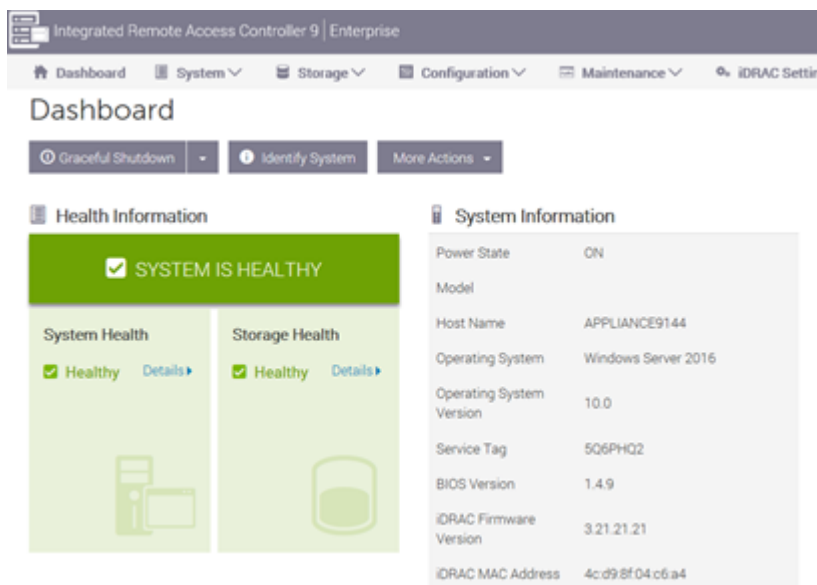 Integrated Remote Access Controller 9 | Enterprise
Dashboard System Storage Configuration Maintenance iDRAC Settin
Dashboard
Graceful Shutdown Identify System More Actions
Health Information
SYSTEM IS HEALTHY
System Health Storage Health
Healthy Details Healthy Details
System Information
Power State ON
Model
Host Name APPLIANCE9144
Operating System Windows Server 2016
Operating System
Version 10.0
Service Tag 5Q6PHQ2
BIOS Version 1.4.9
iDRAC Firmware
Version 3.21.21.21
iDRAC MAC Address 4c:d9:8f:04:c6:a4